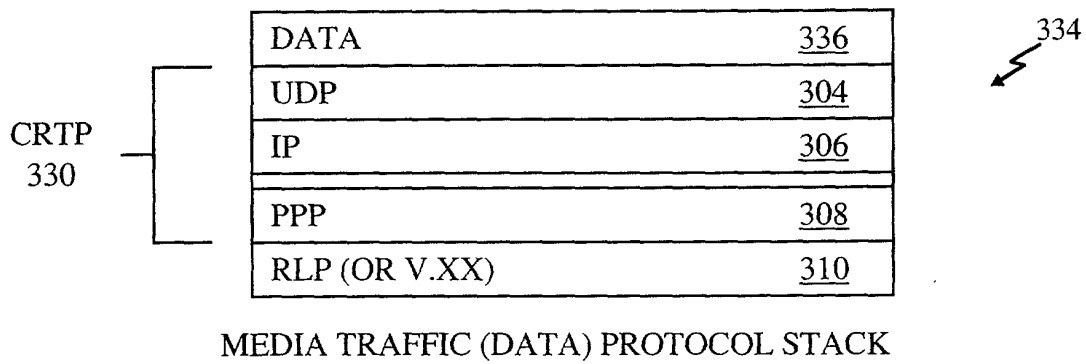 DATA 336
334
UDP 304
CRTP
330
IP 306
PPP 308
RLP (OR V.XX) 310
MEDIA TRAFFIC (DATA) PROTOCOL STACK